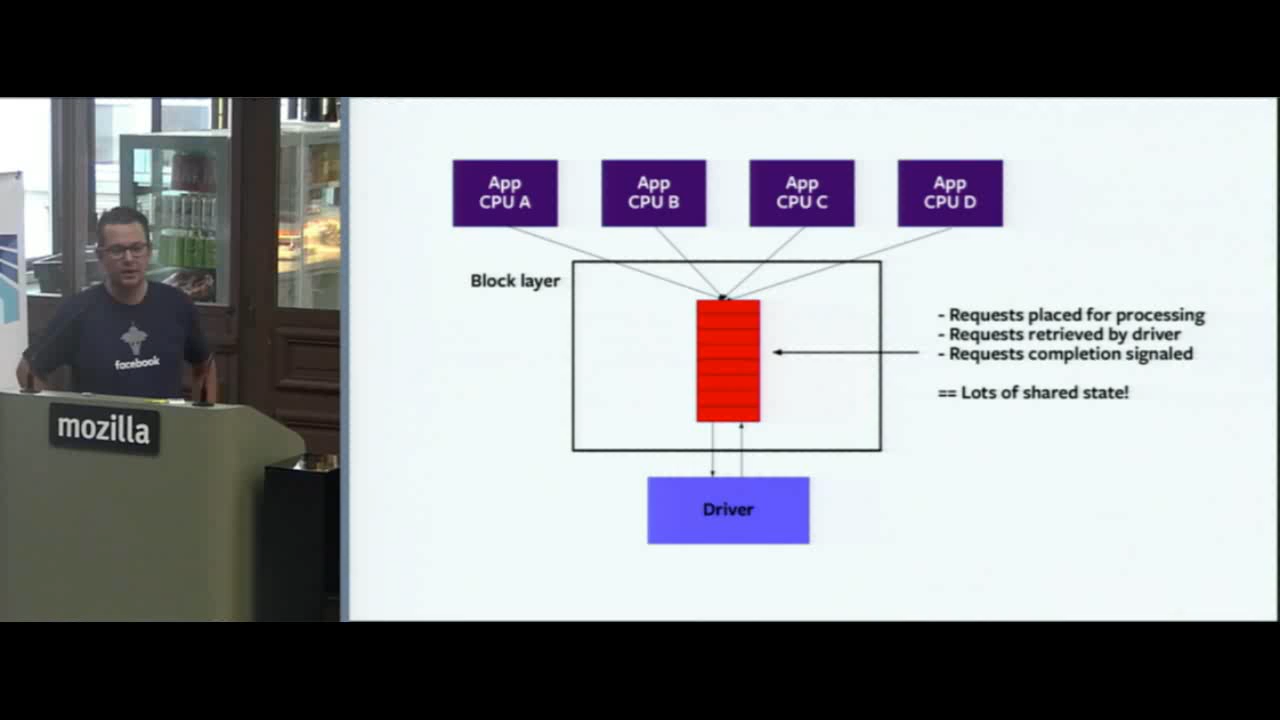 App
CPU A
App
CPU B
App
CPU C
App
CPU D
Block layer
- Requests placed for processing
- Requests retrieved by driver
- Requests completion signaled
== Lots of shared state!
Driver
facebook
mozilla